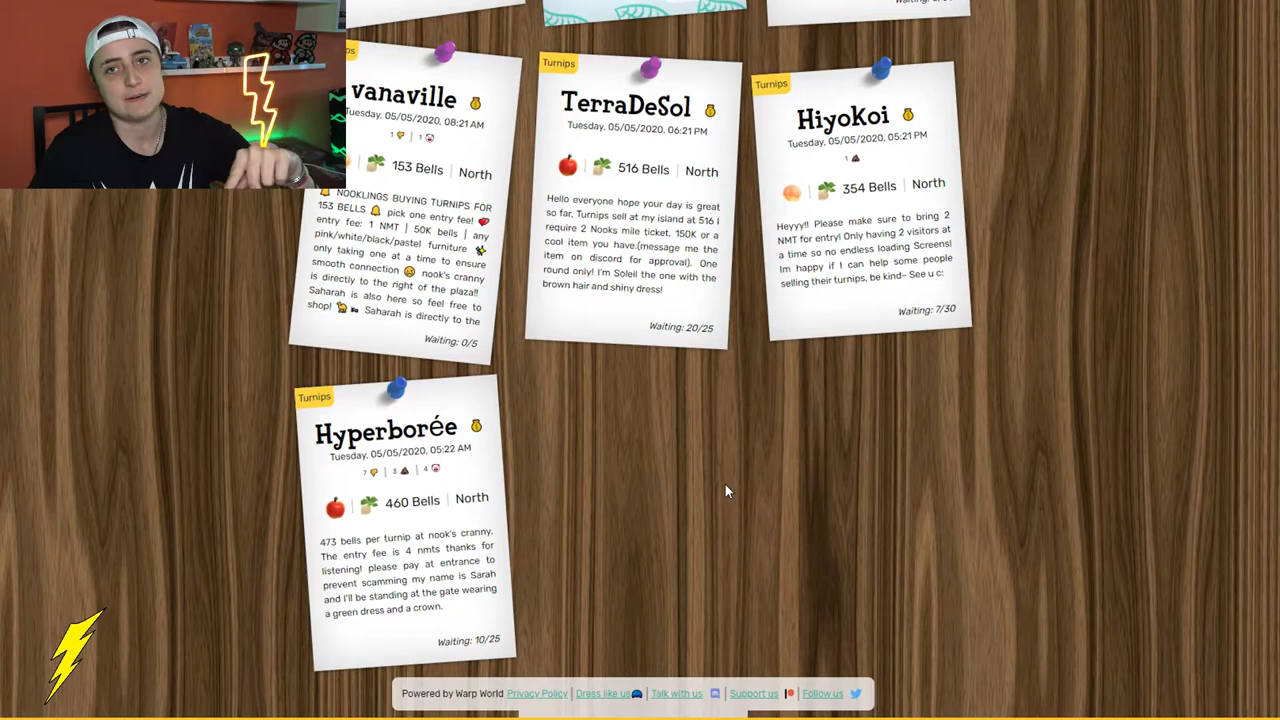 vanaville
Tuesday, 05/05/2020, 08:21 AM
1 | 1
153 Bells | North
NOOKLINGS BUYING TURNIPS FOR
153 BELLS pick one entry fee!
entry fee: 1 NMT | 50K bells | any
pink/white/black/pastel furniture
only taking one at a time to ensure
smooth connection nook's cranny
is directly to the right of the plaza!!
Saharah is also here so feel free to
shop! Saharah is directly to the
Waiting: 0/5
Turnips
TerraDeSol
Tuesday, 05/05/2020, 06:21 PM
516 Bells | North
Hello everyone hope your day is great
so far, Turnips sell at my island at 516 I
require 2 Nooks mile ticket, 150K or a
cool item you have.(message me the
item on discord for approval). One
round only! I'm Soleil the one with the
brown hair and shiny dress!
Waiting: 20/25
Turnips
HiyoKoi
Tuesday, 05/05/2020, 05:21 PM
1
354 Bells | North
Heyyy!! Please make sure to bring 2
NMT for entry! Only having 2 visitors at
a time so no endless loading Screens!
Im happy if I can help some people
selling their turnips, be kind~ See u c:
Waiting: 7/30
Turnips
Hyperborée
Tuesday, 05/05/2020, 05:22 AM
7 | 3 | 4
460 Bells | North
473 bells per turnip at nook's cranny.
The entry fee is 4 nmts thanks for
listening! please pay at entrance to
prevent scamming my name is Sarah
and I'll be standing at the gate wearing
a green dress and a crown.
Waiting: 10/25
Powered by Warp World Privacy Policy | Dress like us | Talk with us | Support us | Follow us